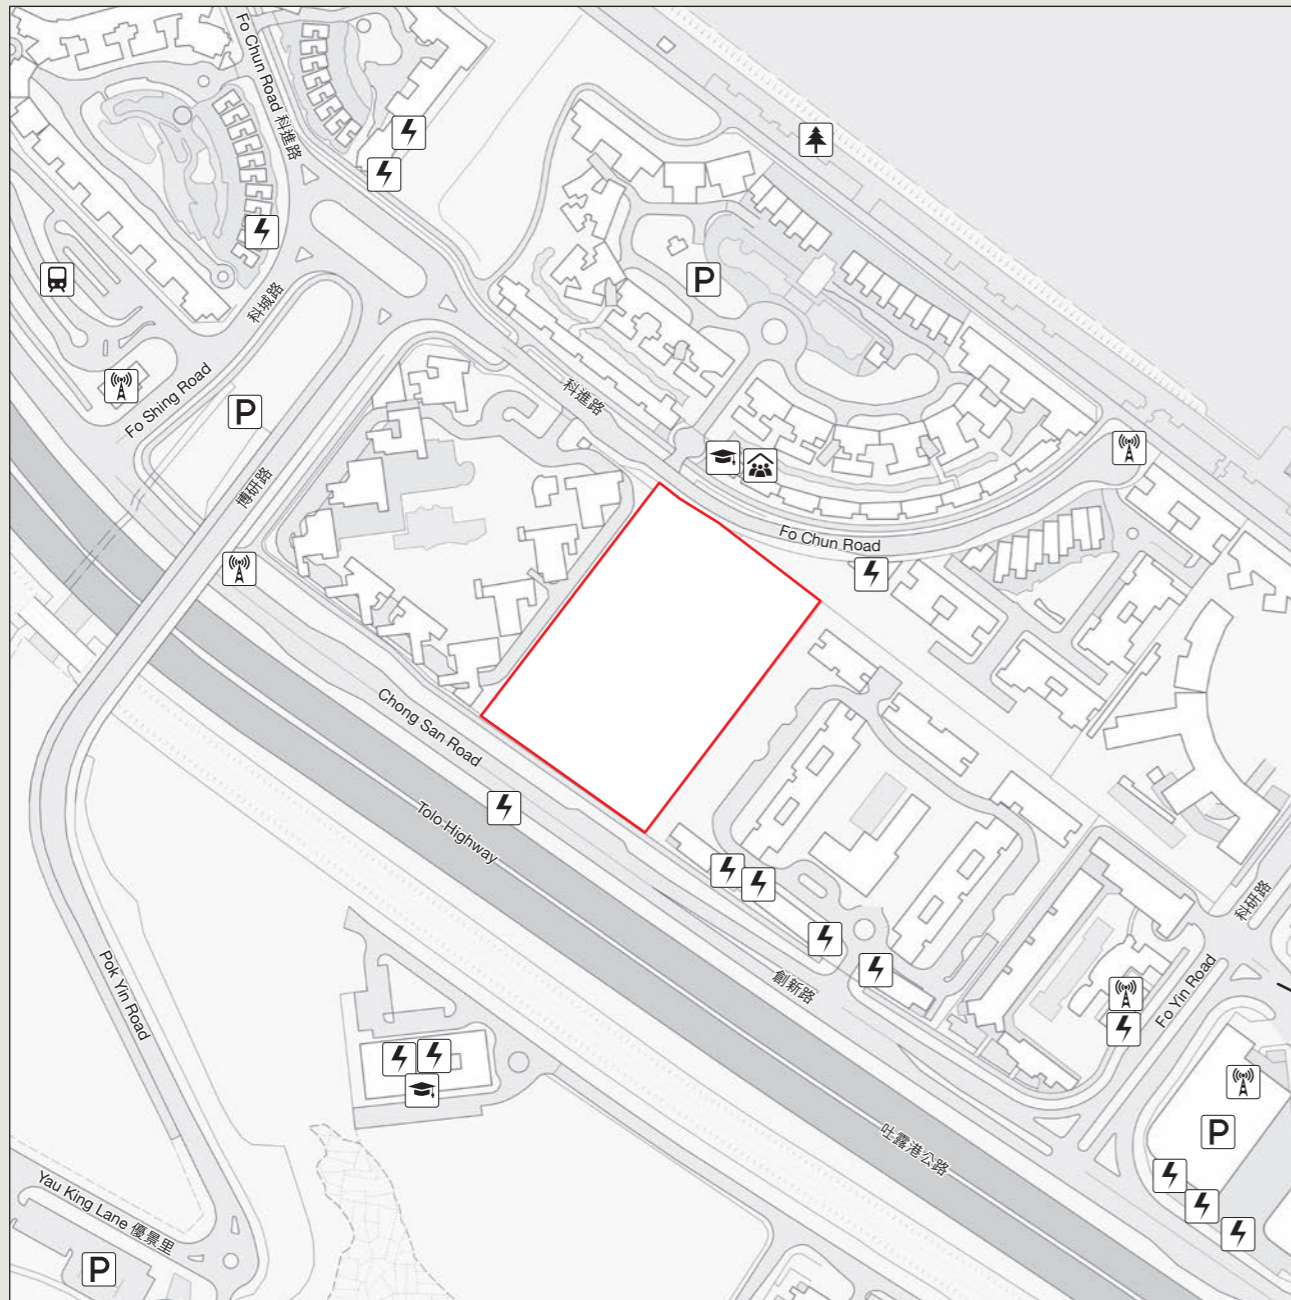 Fo Chun Road 科進路
科城路
Fo Shing Road
P
P
科進路
博研路
Fo Chun Road
Chong San Road
Tolo Highway
科研路
Pok Yin Road
創新路
Fo Yin Road
吐露港公路
P
Yau King Lane 優景里
P